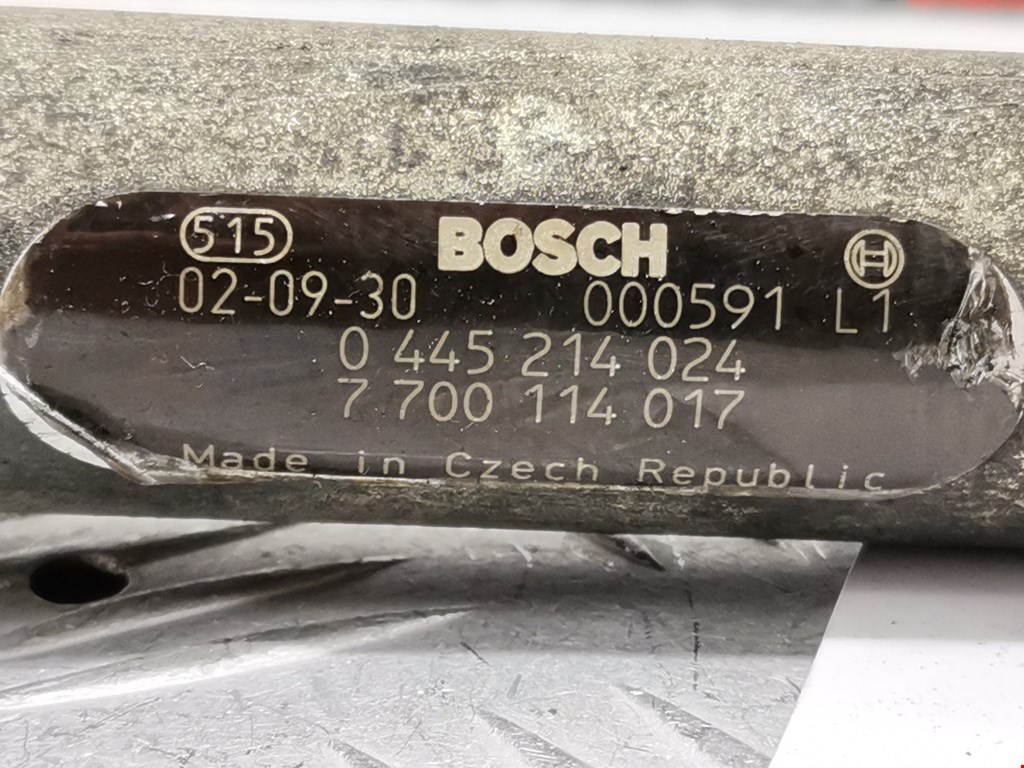 515 BOSCH
02-09-30 000591 L1
0 445 214 024
7 700 114 017
Made in Czech Republic